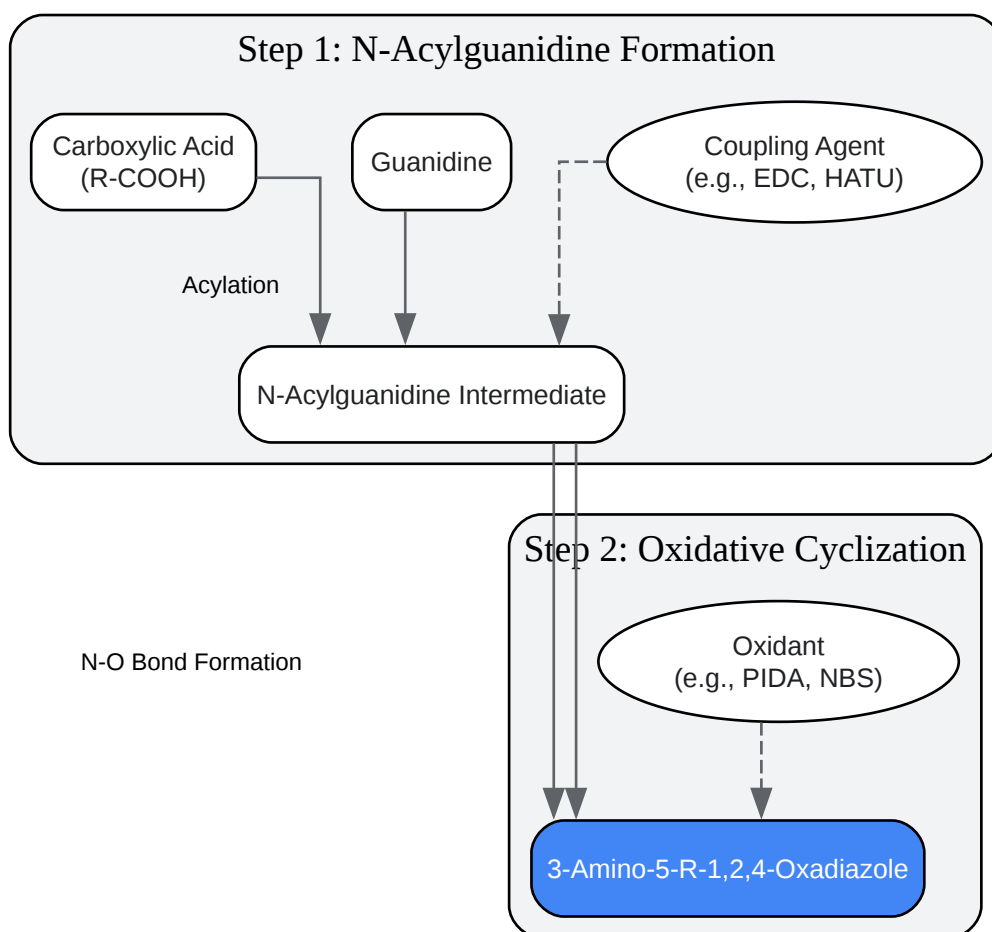 Step 1: N-Acylguanidine Formation
Carboxylic Acid
(R-COOH)
Guanidine
Coupling Agent
(e.g., EDC, HATU)
Acylation
N-Acylguanidine Intermediate
Step 2: Oxidative Cyclization
Oxidant
(e.g., PIDA, NBS)
N-O Bond Formation
3-Amino-5-R-1,2,4-Oxadiazole